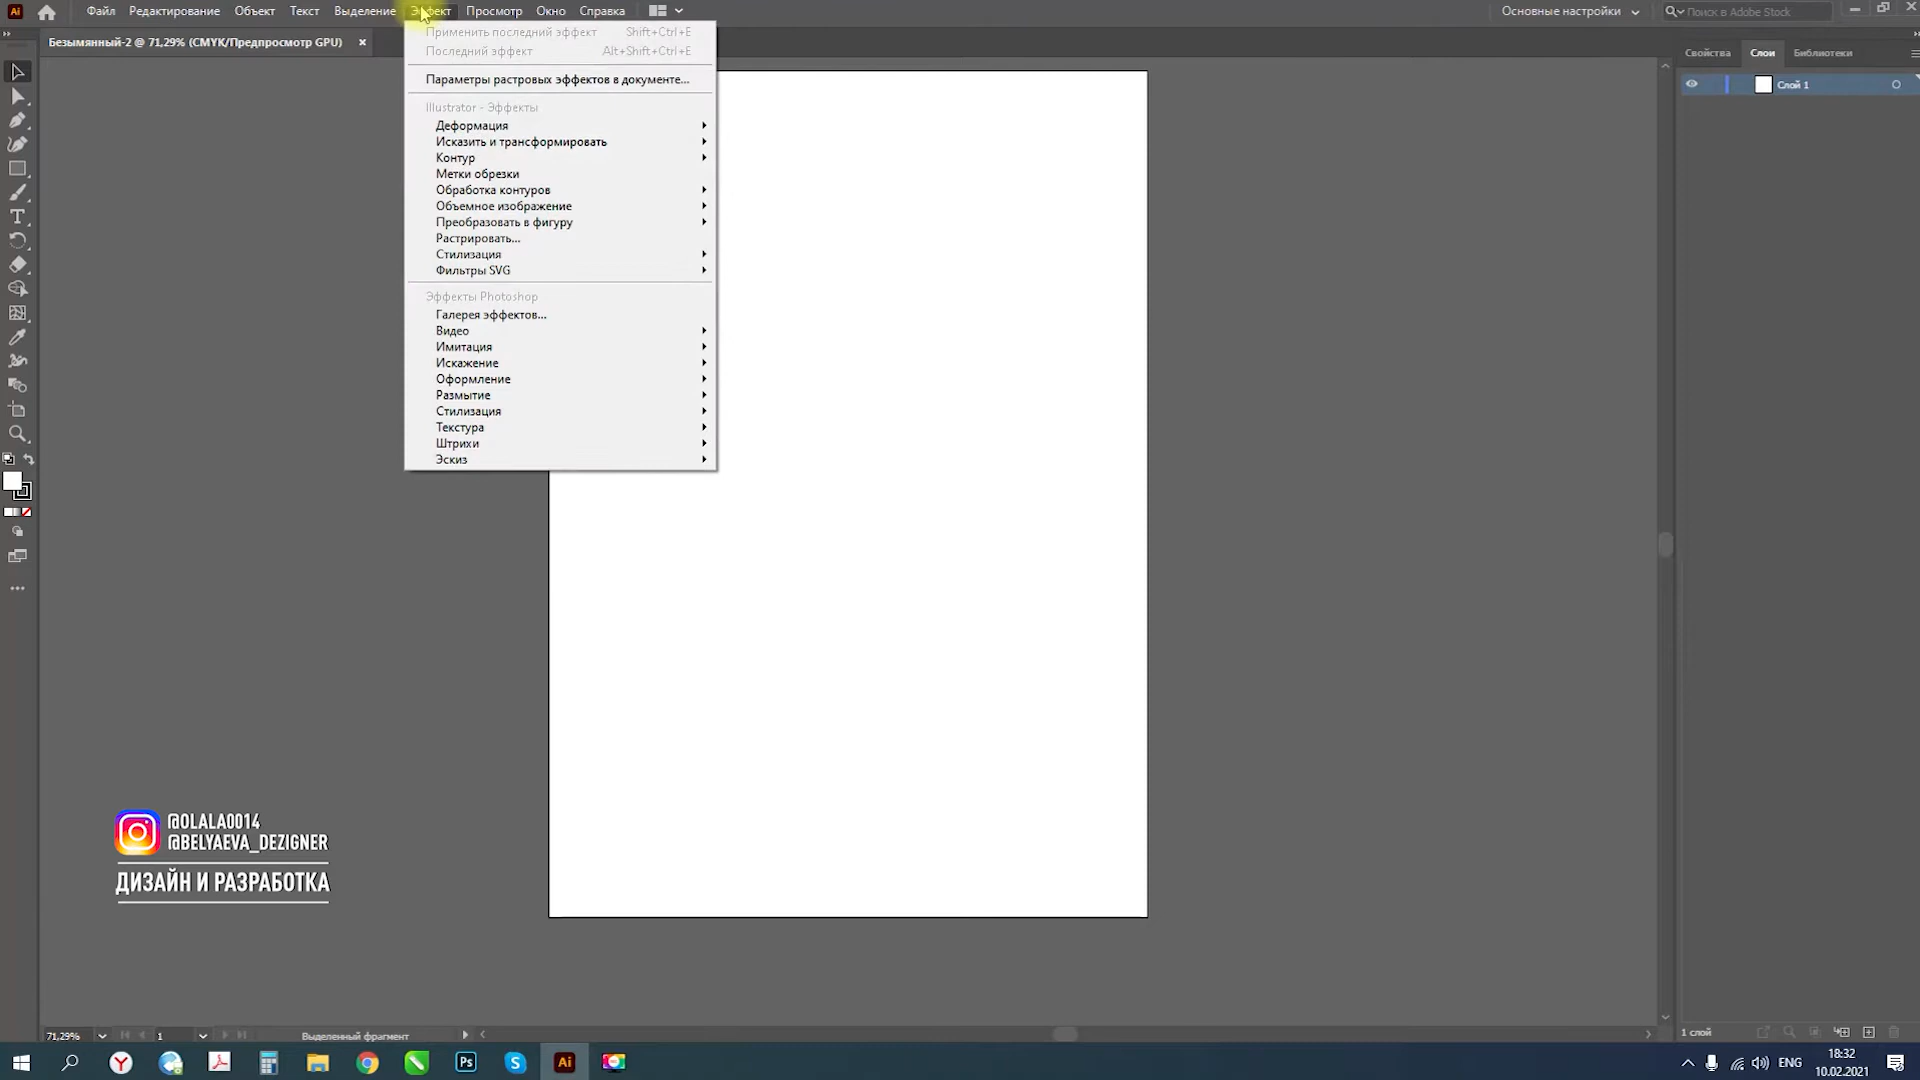 Ai Файл Редактирование Объект Текст Выделение Эффект Просмотр Окно Справка Основные настройки Поиск в Adobe Stock
Безымянный-2 @ 71,29% (CMYK/Предпросмотр GPU) ×
Применить последний эффект Shift+Ctrl+E
Последний эффект Alt+Shift+Ctrl+E
Параметры растровых эффектов в документе...
Illustrator - Эффекты
Деформация
Исказить и трансформировать
Контур
Метки обрезки
Обработка контуров
Объемное изображение
Преобразовать в фигуру
Растрировать...
Стилизация
Фильтры SVG
Эффекты Photoshop
Галерея эффектов...
Видео
Имитация
Искажение
Оформление
Размытие
Стилизация
Текстура
Штрихи
Эскиз
Свойства Слои Библиотеки
Слой 1
@OLALA0014
@BELYAEVA_DEZIGNER
ДИЗАЙН И РАЗРАБОТКА
71,29% 1 Выделенный фрагмент
1 слой
Ps Ai ENG 18:32
10.02.2021